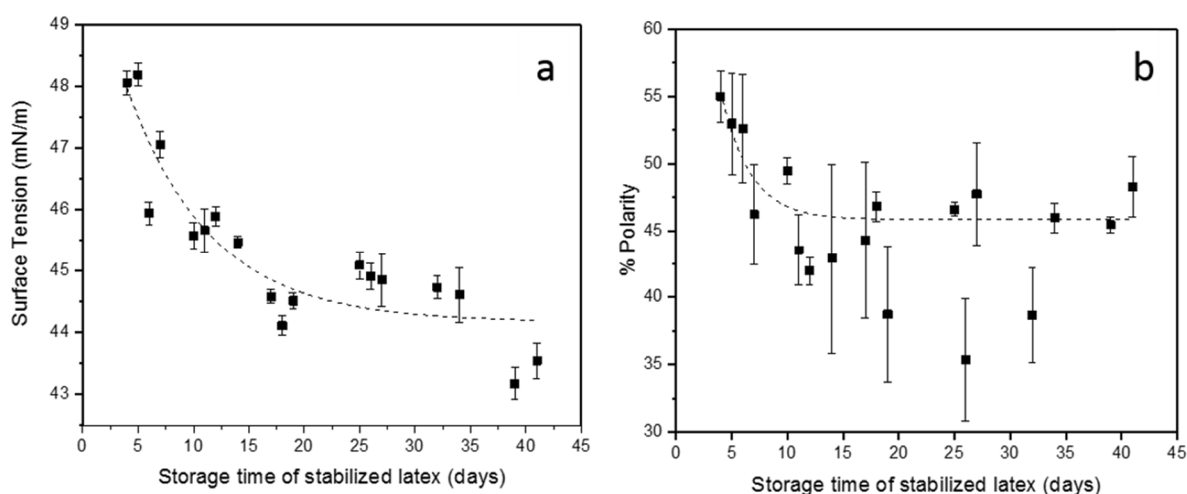 a
Surface Tension (mN/m)
49
48
47
46
45
44
43
0 5 10 15 20 25 30 35 40 45
Storage time of stabilized latex (days)
b
% Polarity
60
55
50
45
40
35
30
0 5 10 15 20 25 30 35 40 45
Storage time of stabilized latex (days)